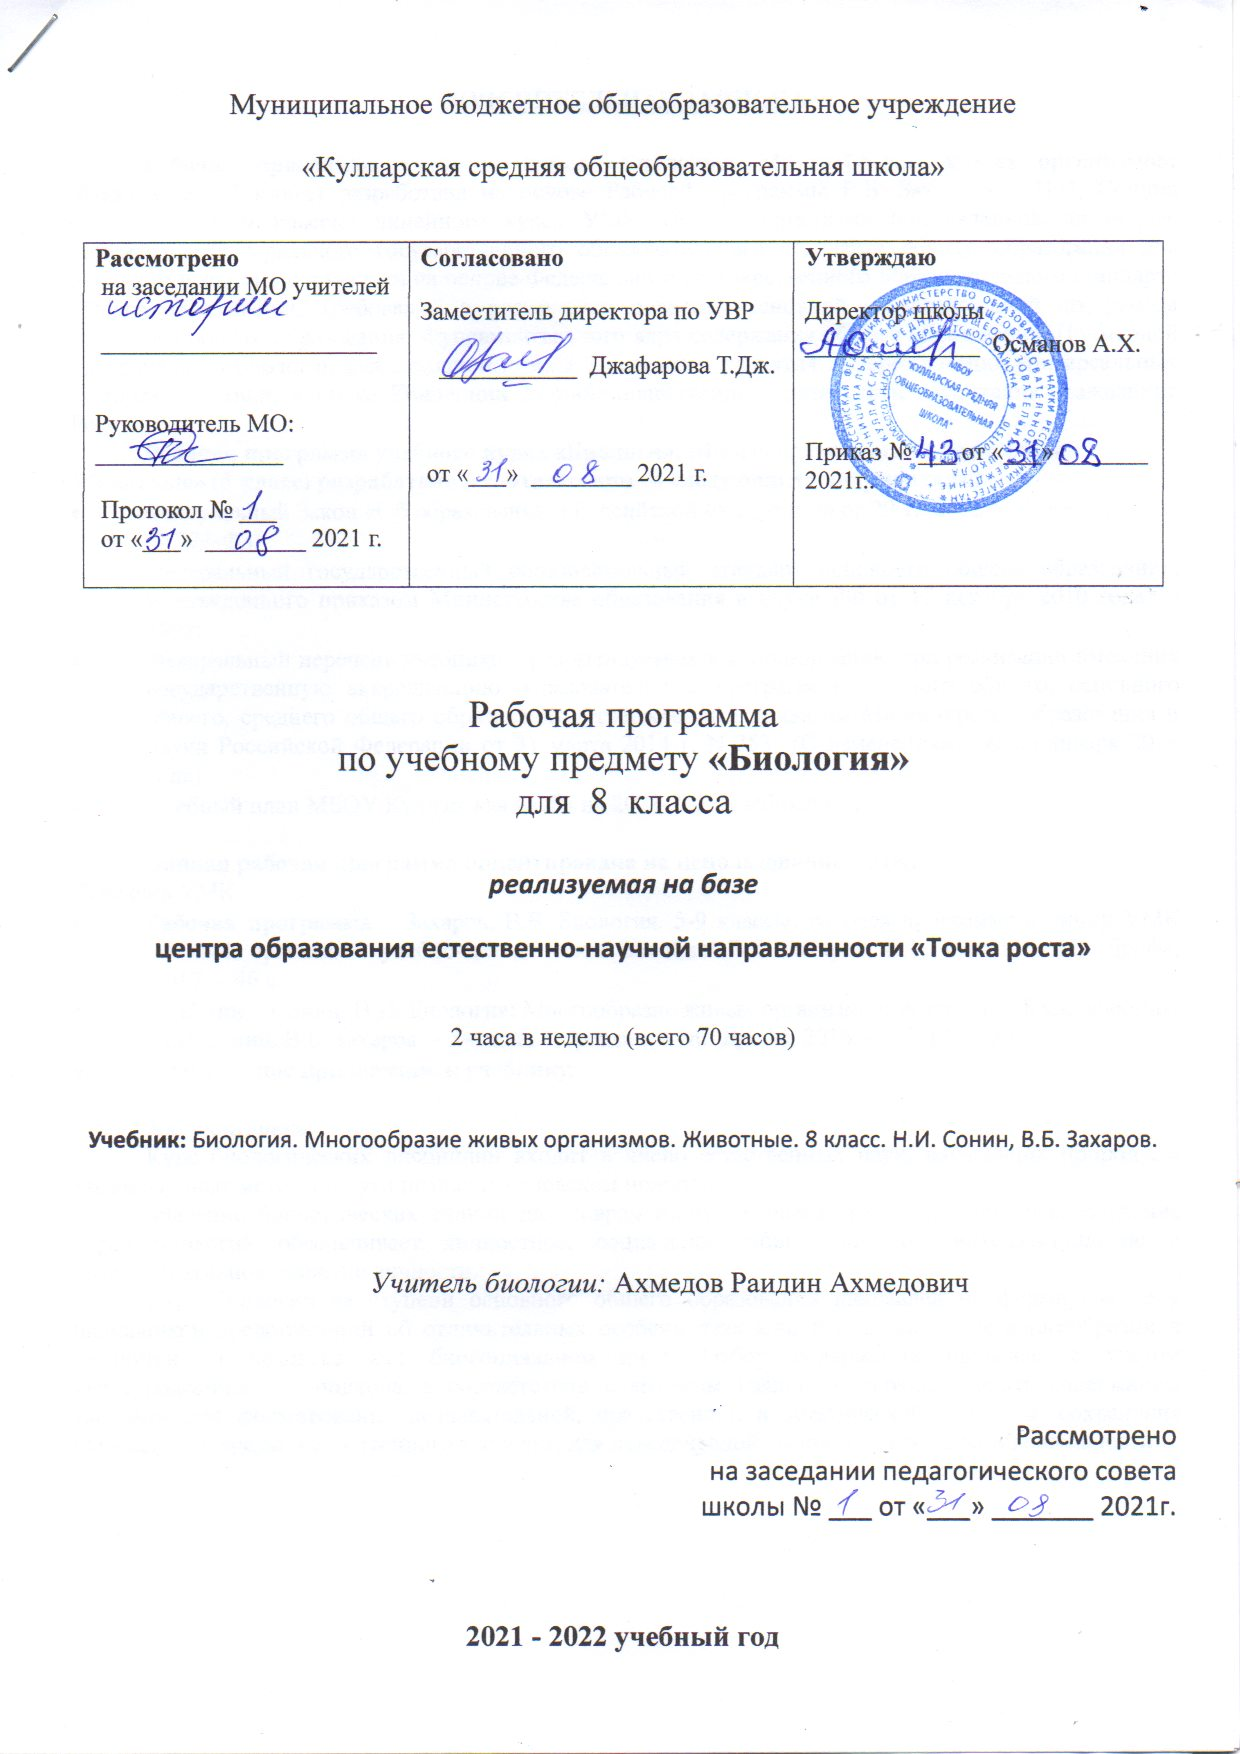 Муниципальное бюджетное общеобразовательное учреждение
«Кулларская средняя общеобразовательная школа»
Рассмотрено
на заседании МО учителей
истории
Руководитель МО:
Протокол № 1
от «31» 08 2021 г.
Согласовано
Заместитель директора по УВР
Джафарова Т.Дж.
от «31» 08 2021 г.
Утверждаю
Директор школы
Османов А.Х.
Приказ № 43 от «31» 08
2021г.
МБОУ
"КУЛЛАРСКАЯ СРЕДНЯЯ
ОБЩЕОБРАЗОВАТЕЛЬНАЯ
ШКОЛА"
Рабочая программа
по учебному предмету «Биология»
для 8 класса
реализуемая на базе
центра образования естественно-научной направленности «Точка роста»
2 часа в неделю (всего 70 часов)
Учебник: Биология. Многообразие живых организмов. Животные. 8 класс. Н.И. Сонин, В.Б. Захаров.
Учитель биологии: Ахмедов Раидин Ахмедович
Рассмотрено
на заседании педагогического совета
школы № 1 от «31» 08 2021г.
2021 - 2022 учебный год